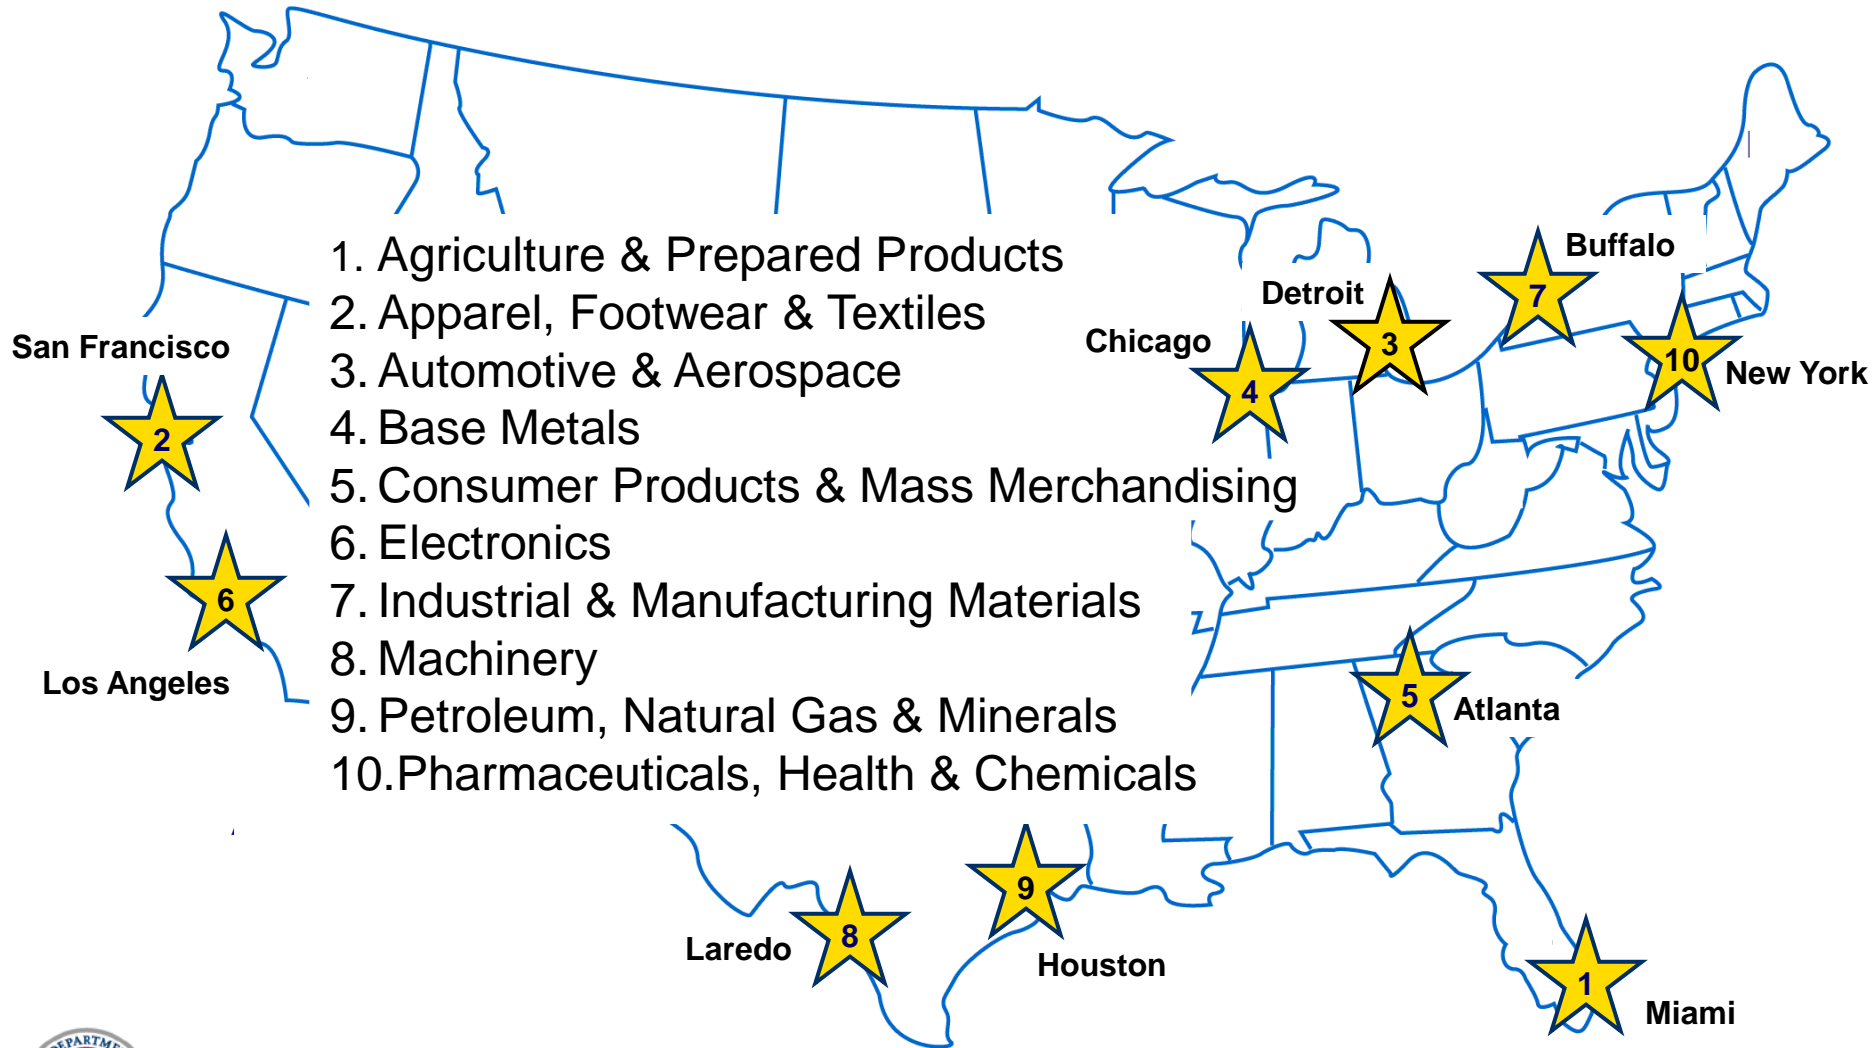 1. Agriculture & Prepared Products
2. Apparel, Footwear & Textiles
3. Automotive & Aerospace
4. Base Metals
5. Consumer Products & Mass Merchandising
6. Electronics
7. Industrial & Manufacturing Materials
8. Machinery
9. Petroleum, Natural Gas & Minerals
10.Pharmaceuticals, Health & Chemicals
San Francisco
2
6
Los Angeles
Buffalo
7
Detroit
3
Chicago
4
10
New York
5
Atlanta
Laredo
8
9
Houston
1
Miami